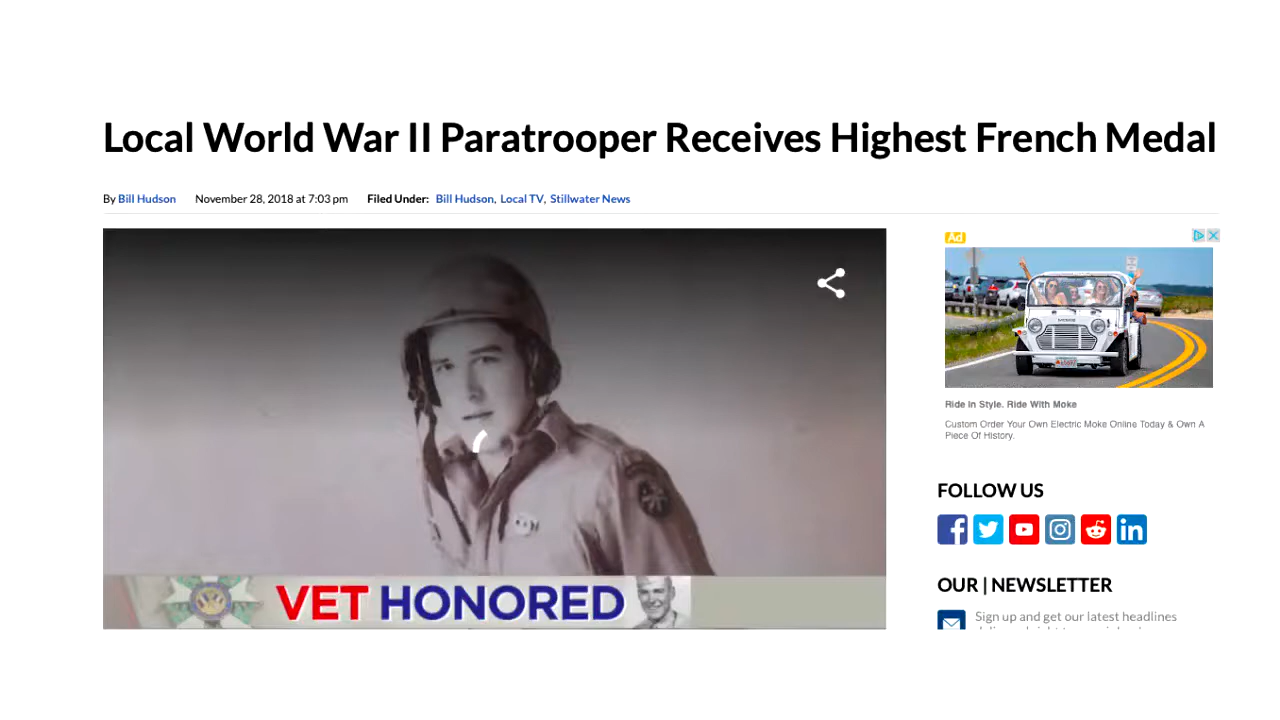 Local World War II Paratrooper Receives Highest French Medal
By Bill Hudson November 28, 2018 at 7:03 pm Filed Under: Bill Hudson, Local TV, Stillwater News
VET HONORED
Ad
MOKE
Ride In Style. Ride With Moke
Custom Order Your Own Electric Moke Online Today & Own A
Piece Of History.
FOLLOW US
OUR | NEWSLETTER
Sign up and get our latest headlines